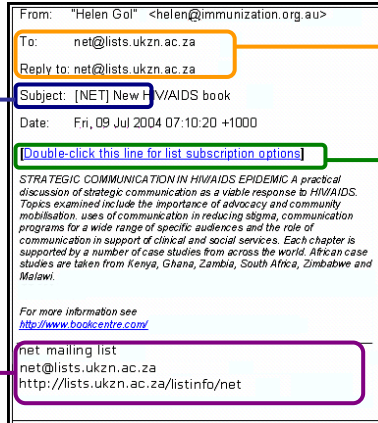 From: "Helen Gol" <helen@immunization.org.au>
To: net@lists.ukzn.ac.za
Reply to: net@lists.ukzn.ac.za
Subject: [NET] New HIV/AIDS book
Date: Fri, 09 Jul 2004 07:10:20 +1000
[Double-click this line for list subscription options]
STRATEGIC COMMUNICATION IN HIV/AIDS EPIDEMIC A practical
discussion of strategic communication as a viable response to HIV/AIDS.
Topics examined include the importance of advocacy and community
mobilisation. uses of communication in reducing stigma, communication
programs for a wide range of specific audiences and the role of
communication in support of clinical and social services. Each chapter is
supported by a number of case studies from across the world. African case
studies are taken from Kenya, Ghana, Zambia, South Africa, Zimbabwe and
Malawi.
For more information see
http://www.bookcentre.com/
net mailing list
net@lists.ukzn.ac.za
http://lists.ukzn.ac.za/listinfo/net